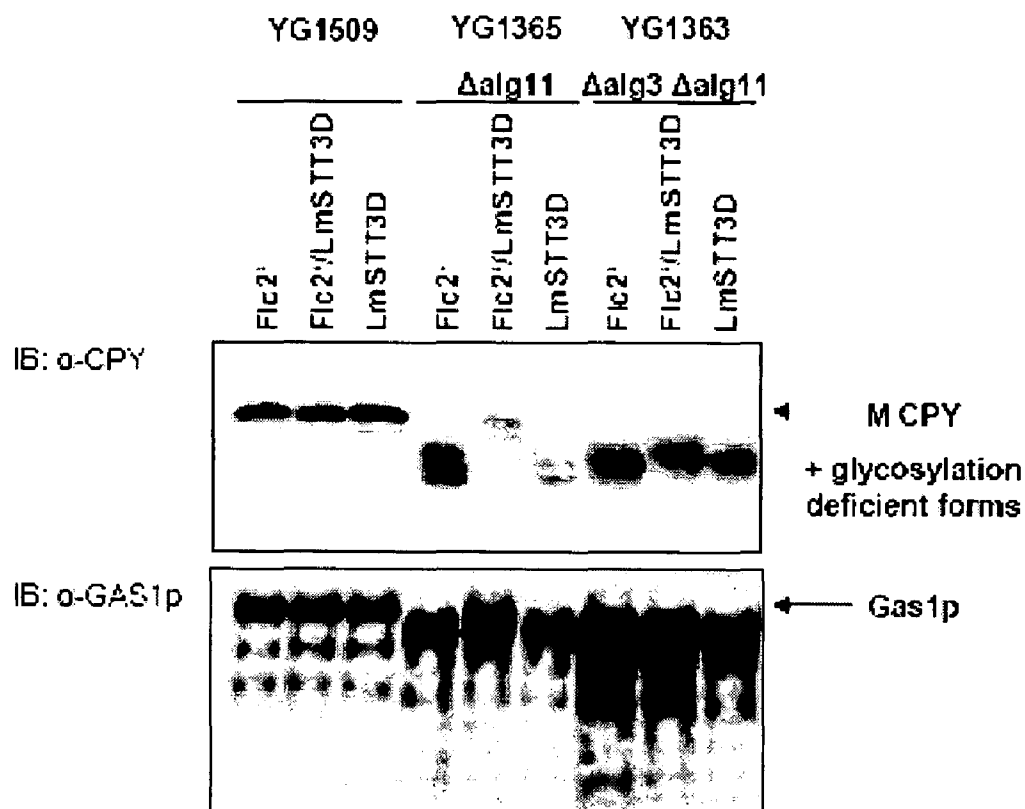 YG1509 YG1365 YG1363
Δalg11 Δalg3 Δalg11
Flc2' Flc2'/LmSTT3D LmSTT3D Flc2' Flc2'/LmSTT3D LmSTT3D Flc2' Flc2'/LmSTT3D LmSTT3D
IB: α-CPY
M CPY
+ glycosylation
deficient forms
IB: α-GAS1p
Gas1p